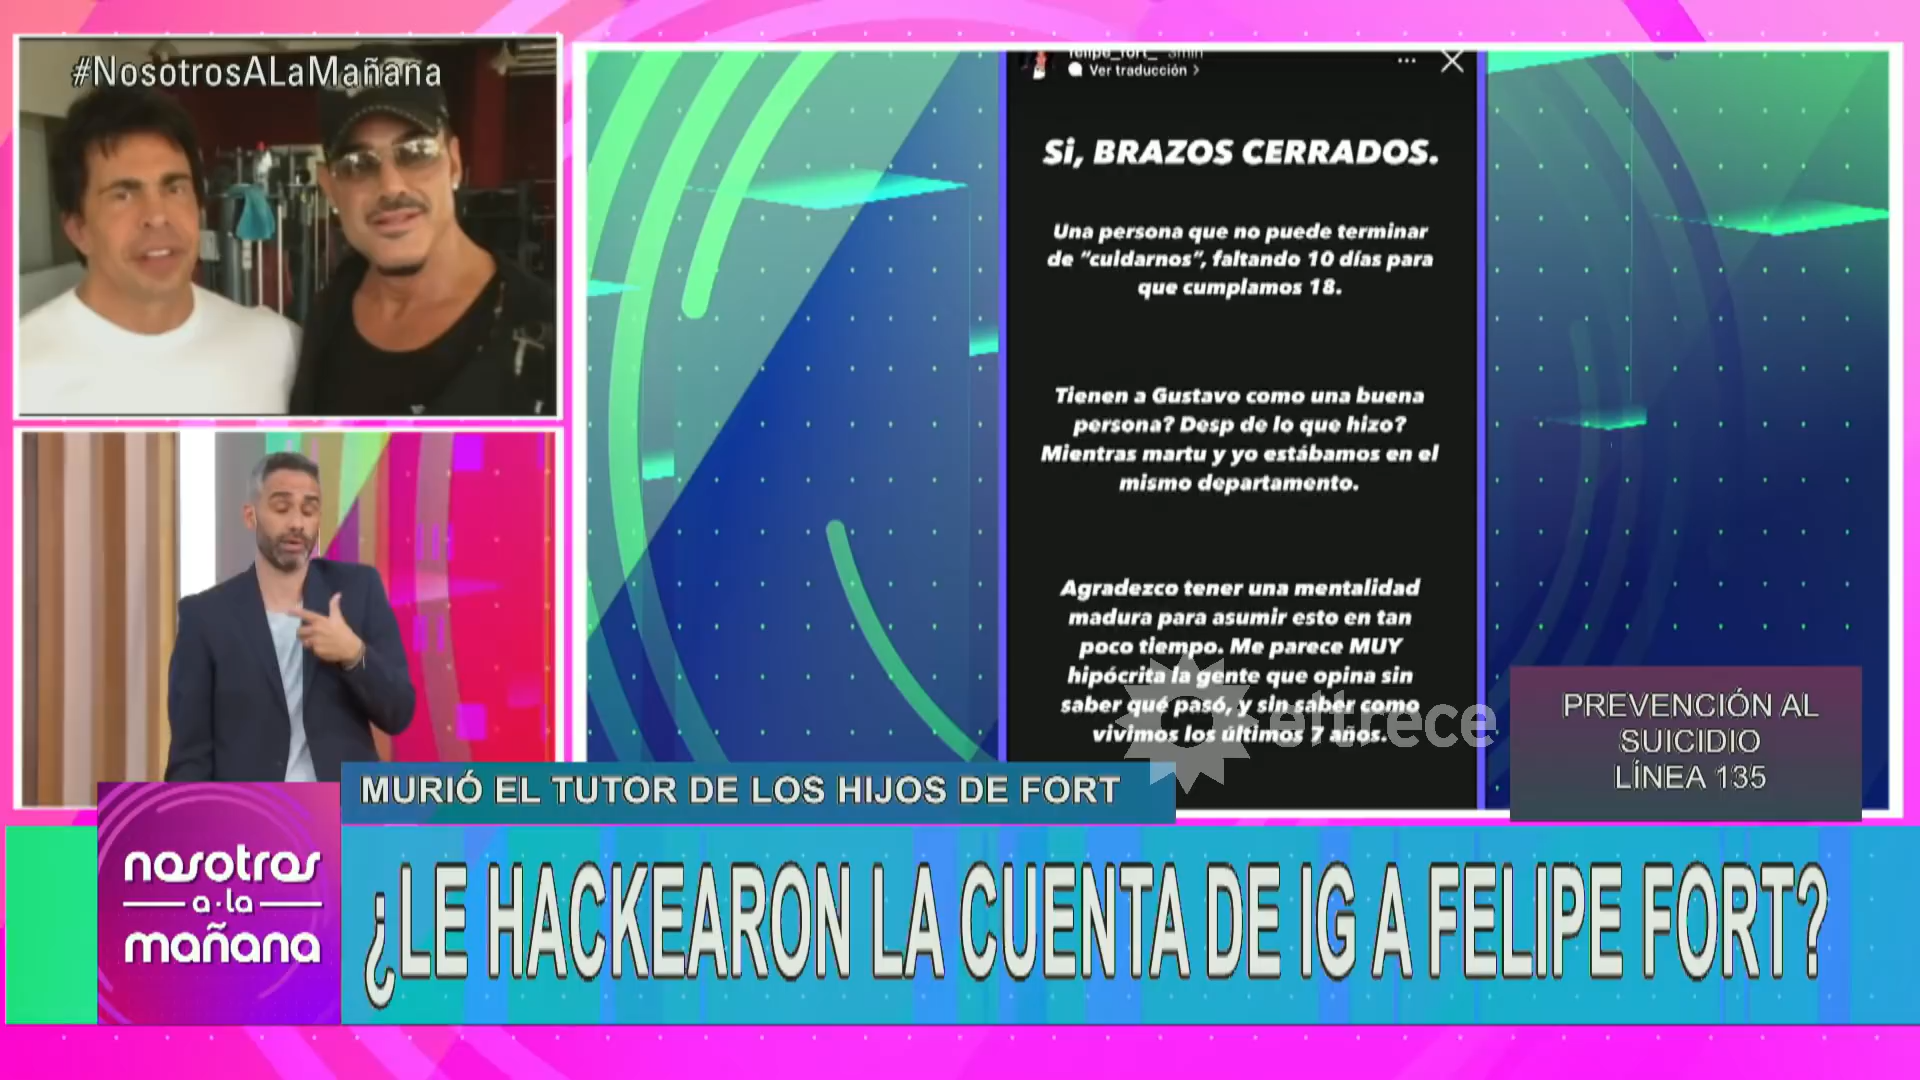 #NosotrosALaMañana
felipe_fort_ 3min
Ver traducción >
Si, BRAZOS CERRADOS.
Una persona que no puede terminar
de “cuidarnos”, faltando 10 días para
que cumplamos 18.
Tienen a Gustavo como una buena
persona? Desp de lo que hizo?
Mientras martu y yo estábamos en el
mismo departamento.
Agradezco tener una mentalidad
madura para asumir esto en tan
poco tiempo. Me parece MUY
hipócrita la gente que opina sin
saber qué pasó, y sin saber como
vivimos los últimos 7 años.
eltrece
PREVENCIÓN AL
SUICIDIO
LÍNEA 135
MURIÓ EL TUTOR DE LOS HIJOS DE FORT
nosotros
a·la
mañana
¿LE HACKEARON LA CUENTA DE IG A FELIPE FORT?